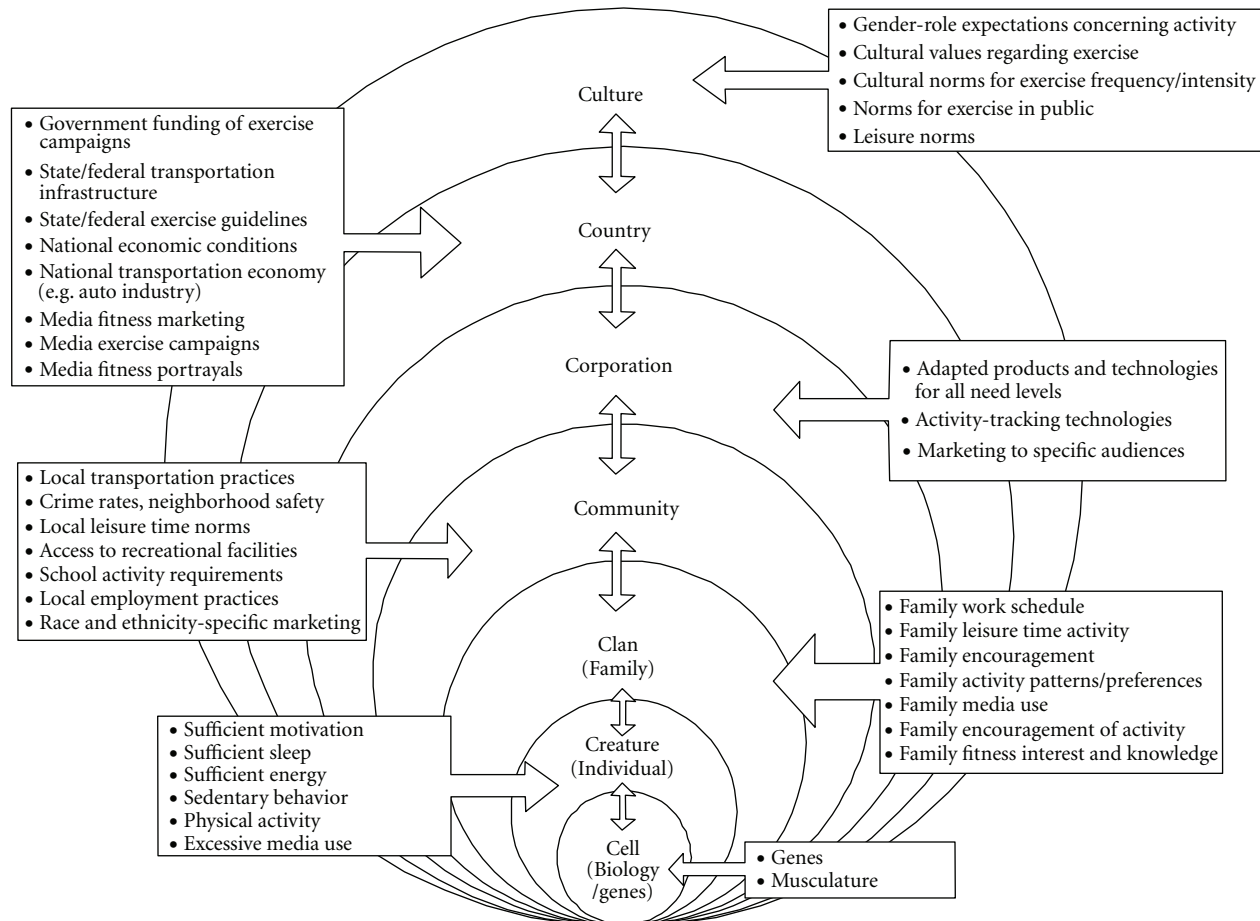 • Gender-role expectations concerning activity
• Cultural values regarding exercise
• Cultural norms for exercise frequency/intensity
• Norms for exercise in public
• Leisure norms
Culture
• Government funding of exercise
campaigns
• State/federal transportation
infrastructure
• State/federal exercise guidelines
• National economic conditions
• National transportation economy
(e.g. auto industry)
• Media fitness marketing
• Media exercise campaigns
• Media fitness portrayals
Country
Corporation
• Adapted products and technologies
for all need levels
• Activity-tracking technologies
• Marketing to specific audiences
• Local transportation practices
• Crime rates, neighborhood safety
• Local leisure time norms
• Access to recreational facilities
• School activity requirements
• Local employment practices
• Race and ethnicity-specific marketing
Community
Clan
(Family)
• Family work schedule
• Family leisure time activity
• Family encouragement
• Family activity patterns/preferences
• Family media use
• Family encouragement of activity
• Family fitness interest and knowledge
• Sufficient motivation
• Sufficient sleep
• Sufficient energy
• Sedentary behavior
• Physical activity
• Excessive media use
Creature
(Individual)
Cell
(Biology
/genes)
• Genes
• Musculature